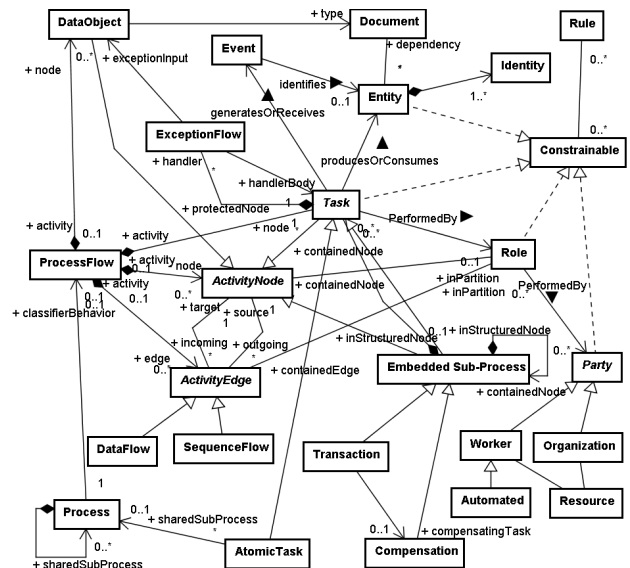 DataObject
+ type
Document
Rule
0..*
+ exceptionInput
Event
+ dependency
0..*
+ node
identifies
*
Identity
0..1
Entity
1..*
generatesOrReceives
ExceptionFlow
0..*
Constrainable
+ handler
*
producesOrConsumes
+ handlerBody
1
Task
+ protectedNode
+ activity
0..1
+ activity
+ node
1
*
PerformedBy
0..*
0..*
Role
ProcessFlow
+ activity
0..1
node
+ containedNode
ActivityNode
0..1
+ inPartition
+ activity
0..1
0..1
0..1
0..*
+ containedNode
+ inPartition
PerformedBy
0..*
+ classifierBehavior
+ target
+ source
1
1
+ incoming
+ outgoing
+ inStructuredNode
0..1
+ inStructuredNode
0..*
+ edge
0..
*
*
ActivityEdge
+ containedEdge
Embedded Sub-Process
Party
+ containedNode
DataFlow
SequenceFlow
Transaction
Worker
Organization
Automated
Resource
1
Process
0..1
+ sharedSubProcess
*
0..*
+ sharedSubProcess
AtomicTask
0..1
+ compensatingTask
Compensation